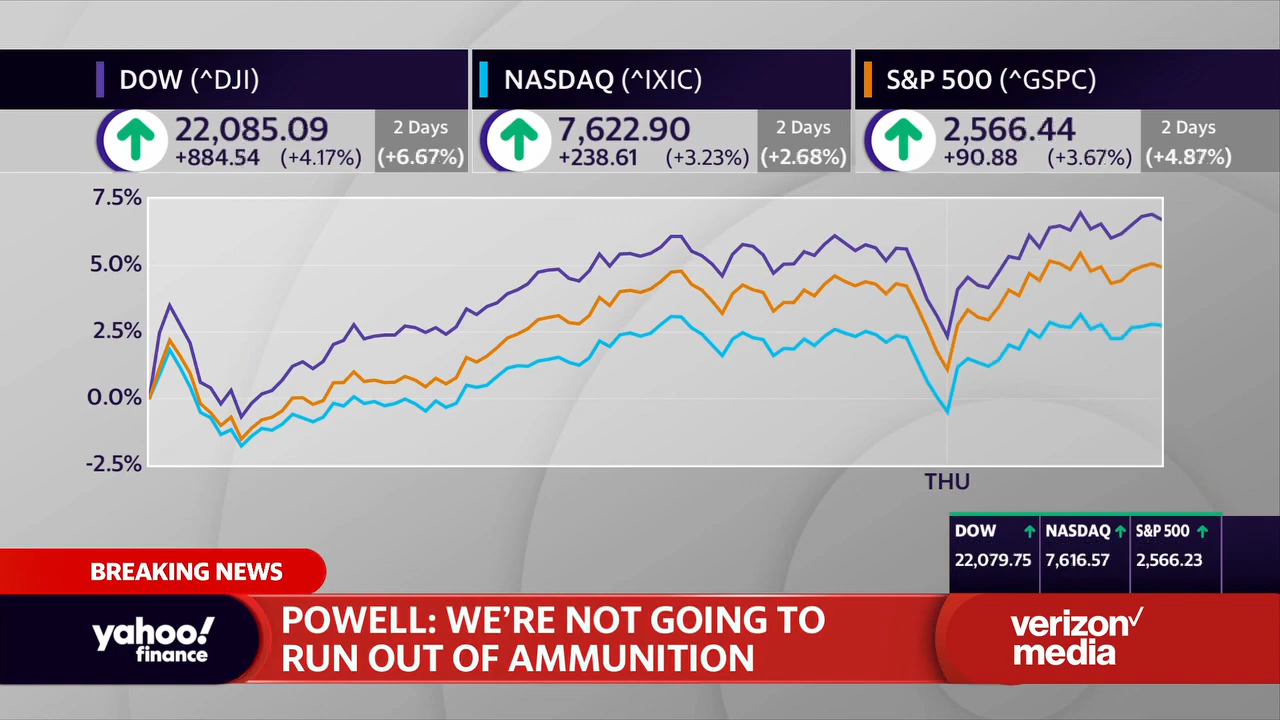 DOW (^DJI)
22,085.09
+884.54 (+4.17%)
2 Days
(+6.67%)
NASDAQ (^IXIC)
7,622.90
+238.61 (+3.23%)
2 Days
(+2.68%)
S&P 500 (^GSPC)
2,566.44
+90.88 (+3.67%)
2 Days
(+4.87%)
7.5%
5.0%
2.5%
0.0%
-2.5%
THU
DOW
22,079.75
NASDAQ
7,616.57
S&P 500
2,566.23
BREAKING NEWS
yahoo!
finance
POWELL: WE’RE NOT GOING TO
RUN OUT OF AMMUNITION
verizon✓
media